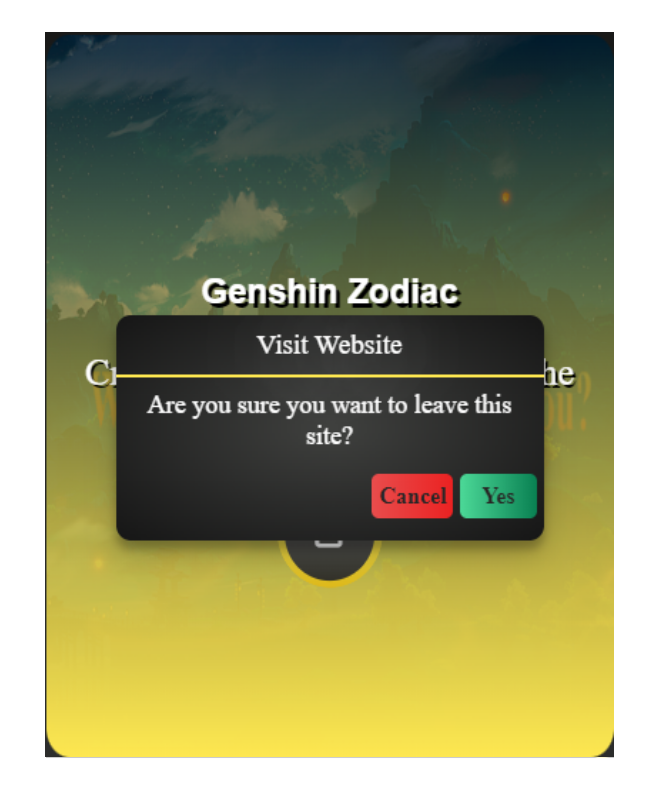 Genshin Zodiac
Visit Website
Are you sure you want to leave this
site?
Cancel Yes